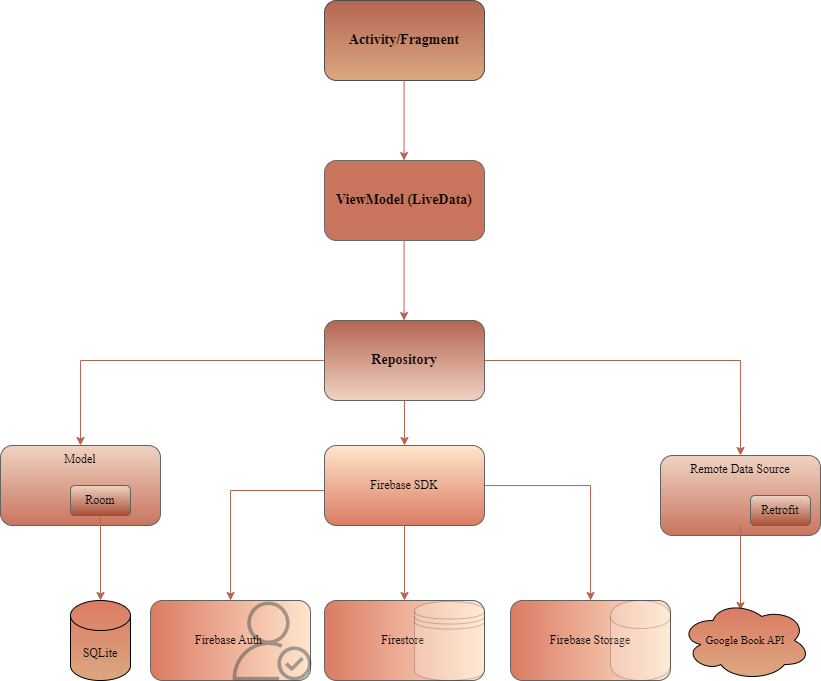 Activity/Fragment
ViewModel (LiveData)
Repository
Model
Room
Firebase SDK
Remote Data Source
Retrofit
SQLite
Firebase Auth
Firestore
Firebase Storage
Google Book API